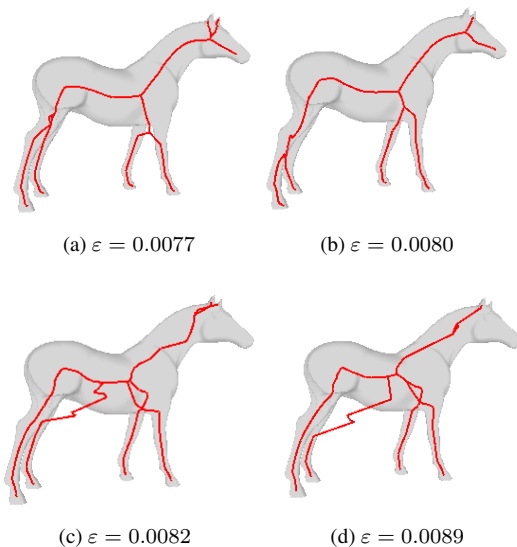 (a) ε = 0.0077
(b) ε = 0.0080
(c) ε = 0.0082
(d) ε = 0.0089